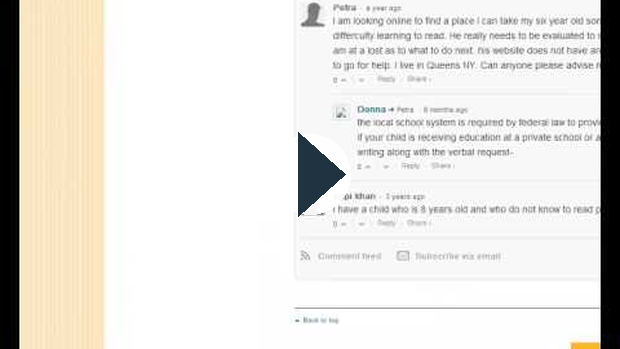 Petra · a year ago
I am looking online to find a place I can take my six year old son
differculty learning to read. He really needs to be evaluated to s
am at a lost as to what to do next. his website does not have an
to go for help. I live in Queens NY. Can anyone please advise
0 Reply · Share ›
Donna → Petra · 8 months ago
the local school system is required by federal law to provi
if your child is receiving education at a private school or a
writing along with the verbal request-
Reply · Share ›
khan · 3 years ago
i have a child who is 8 years old and who do not know to read p
0 Reply · Share ›
Comment feed Subscribe via email
Back to top